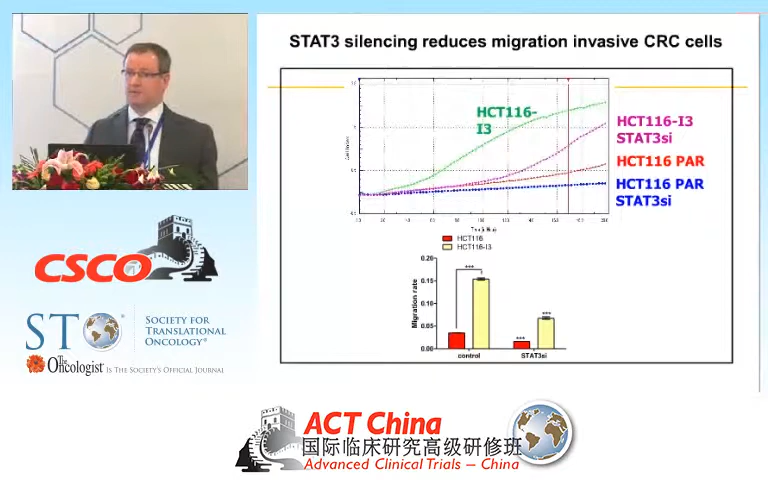 STAT3 silencing reduces migration invasive CRC cells
HCT116-
I3
HCT116-I3
STAT3si
HCT116 PAR
HCT116 PAR
STAT3si
HCT116
HCT116-I3
Migration rate
0.20
0.15
0.10
0.05
0.00
***
***
***
control
STAT3si
CSCO
STO
SOCIETY FOR
TRANSLATIONAL
ONCOLOGY®
The Oncologist IS THE SOCIETY'S OFFICIAL JOURNAL
ACT China
国际临床研究高级研修班
Advanced Clinical Trials – China